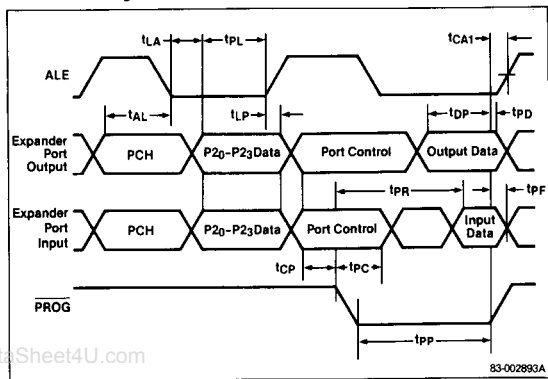 tLA tPL tCA1
ALE
tAL tLP tDP tPD
Expander Port Output PCH P20-P23Data Port Control Output Data
tPR tPF
Expander Port Input PCH P20-P23Data Port Control Input Data
tCP tPC
PROG
tPP
taSheet4U.com
83-002893A